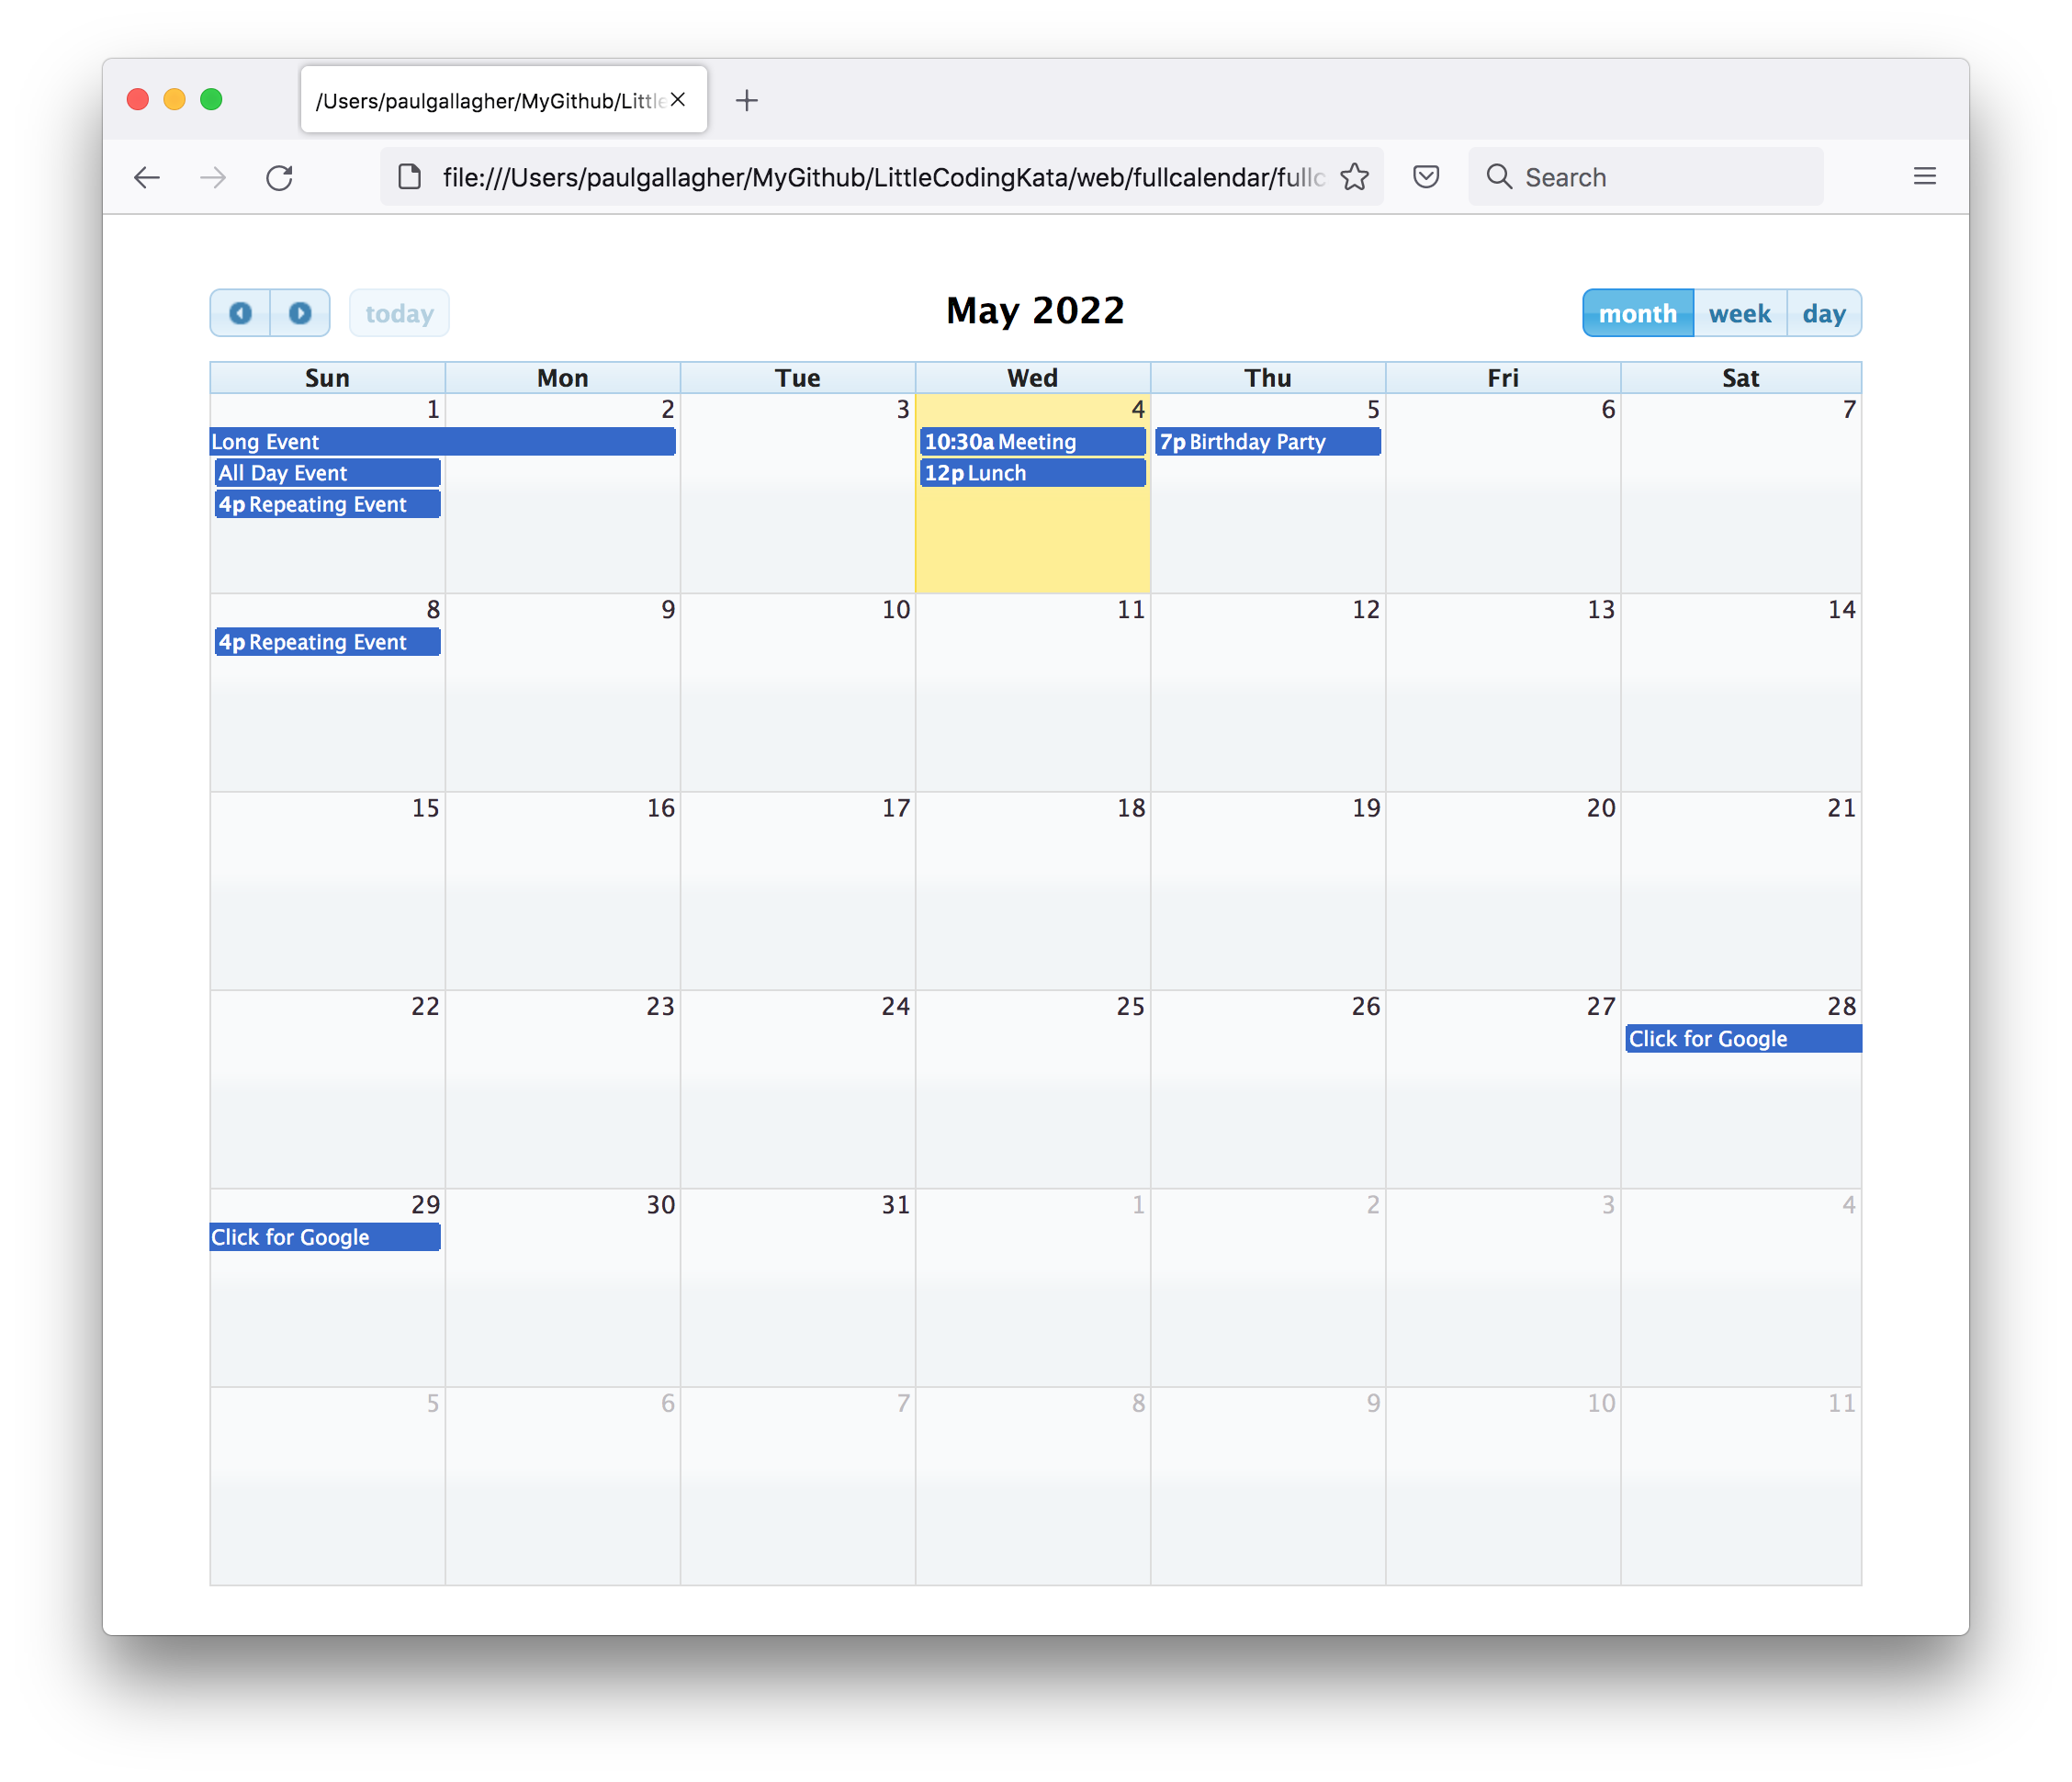 /Users/paulgallagher/MyGithub/Little
file:///Users/paulgallagher/MyGithub/LittleCodingKata/web/fullcalendar/fullc
Search
today
May 2022
month week day
Sun Mon Tue Wed Thu Fri Sat
1 2 3 4 5 6 7
Long Event 10:30a Meeting 7p Birthday Party
All Day Event 12p Lunch
4p Repeating Event
8 9 10 11 12 13 14
4p Repeating Event
15 16 17 18 19 20 21
22 23 24 25 26 27 28
Click for Google
29 30 31 1 2 3 4
Click for Google
5 6 7 8 9 10 11